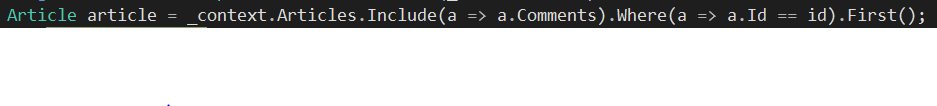 Article article = _context.Articles.Include(a => a.Comments).Where(a => a.Id == id).First();